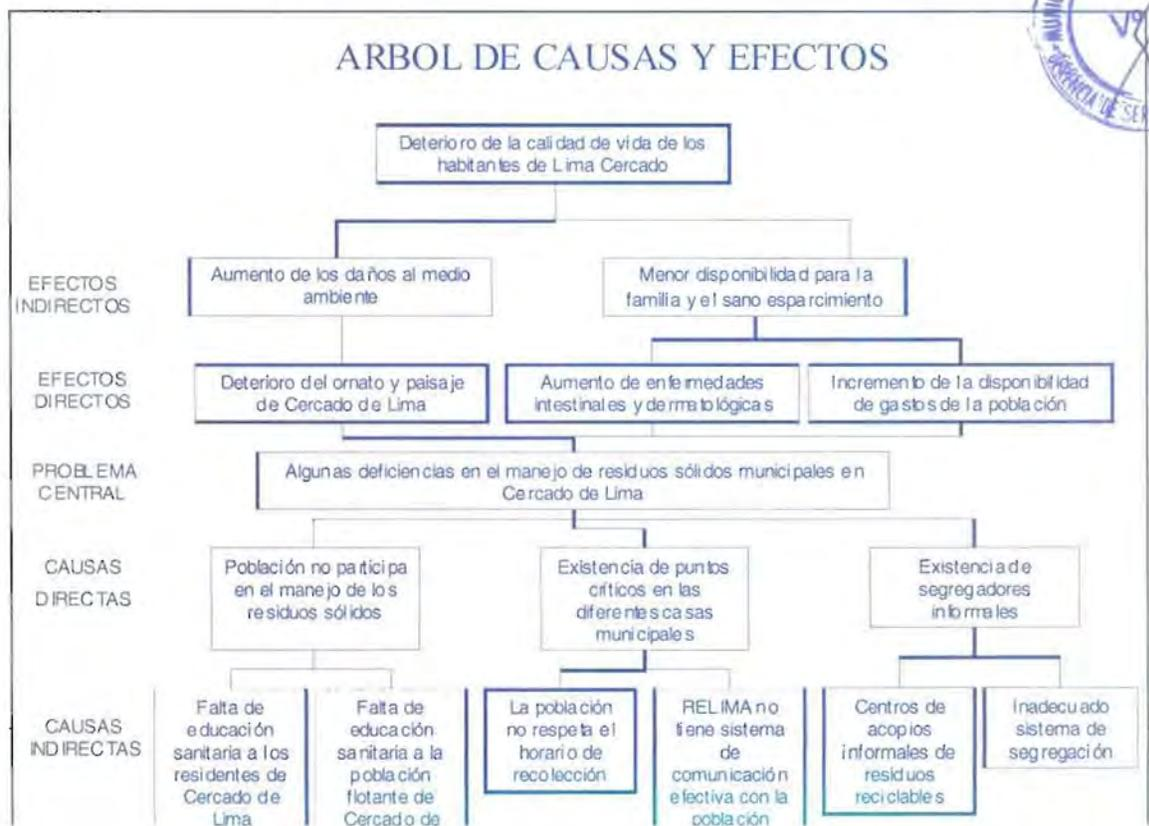 ARBOL DE CAUSAS Y EFECTOS
Deterioro de la calidad de vida de los
habitantes de Lima Cercado
EFECTOS
INDIRECTOS
Aumento de los daños al medio
ambiente
Menor disponibilidad para la
familia y el sano esparcimiento
EFECTOS
DIRECTOS
Deterioro del ornato y paisaje
de Cercado de Lima
Aumento de enfermedades
intestinales y dermatológicas
Incremento de la disponibilidad
de gastos de la población
PROBLEMA
CENTRAL
Algunas deficiencias en el manejo de residuos sólidos municipales en
Cercado de Lima
CAUSAS
DIRECTAS
Población no participa
en el manejo de los
residuos sólidos
Existencia de puntos
críticos en las
diferentes casas
municipales
Existencia de
segregadores
informales
CAUSAS
INDIRECTAS
Falta de
educación
sanitaria a los
residentes de
Cercado de
Lima
Falta de
educación
sanitaria a la
población
flotante de
Cercado de
La población
no respeta el
horario de
recolección
RELIMA no
tiene sistema
de
comunicación
efectiva con la
población
Centros de
acopios
informales de
residuos
reciclables
Inadecuado
sistema de
segregación